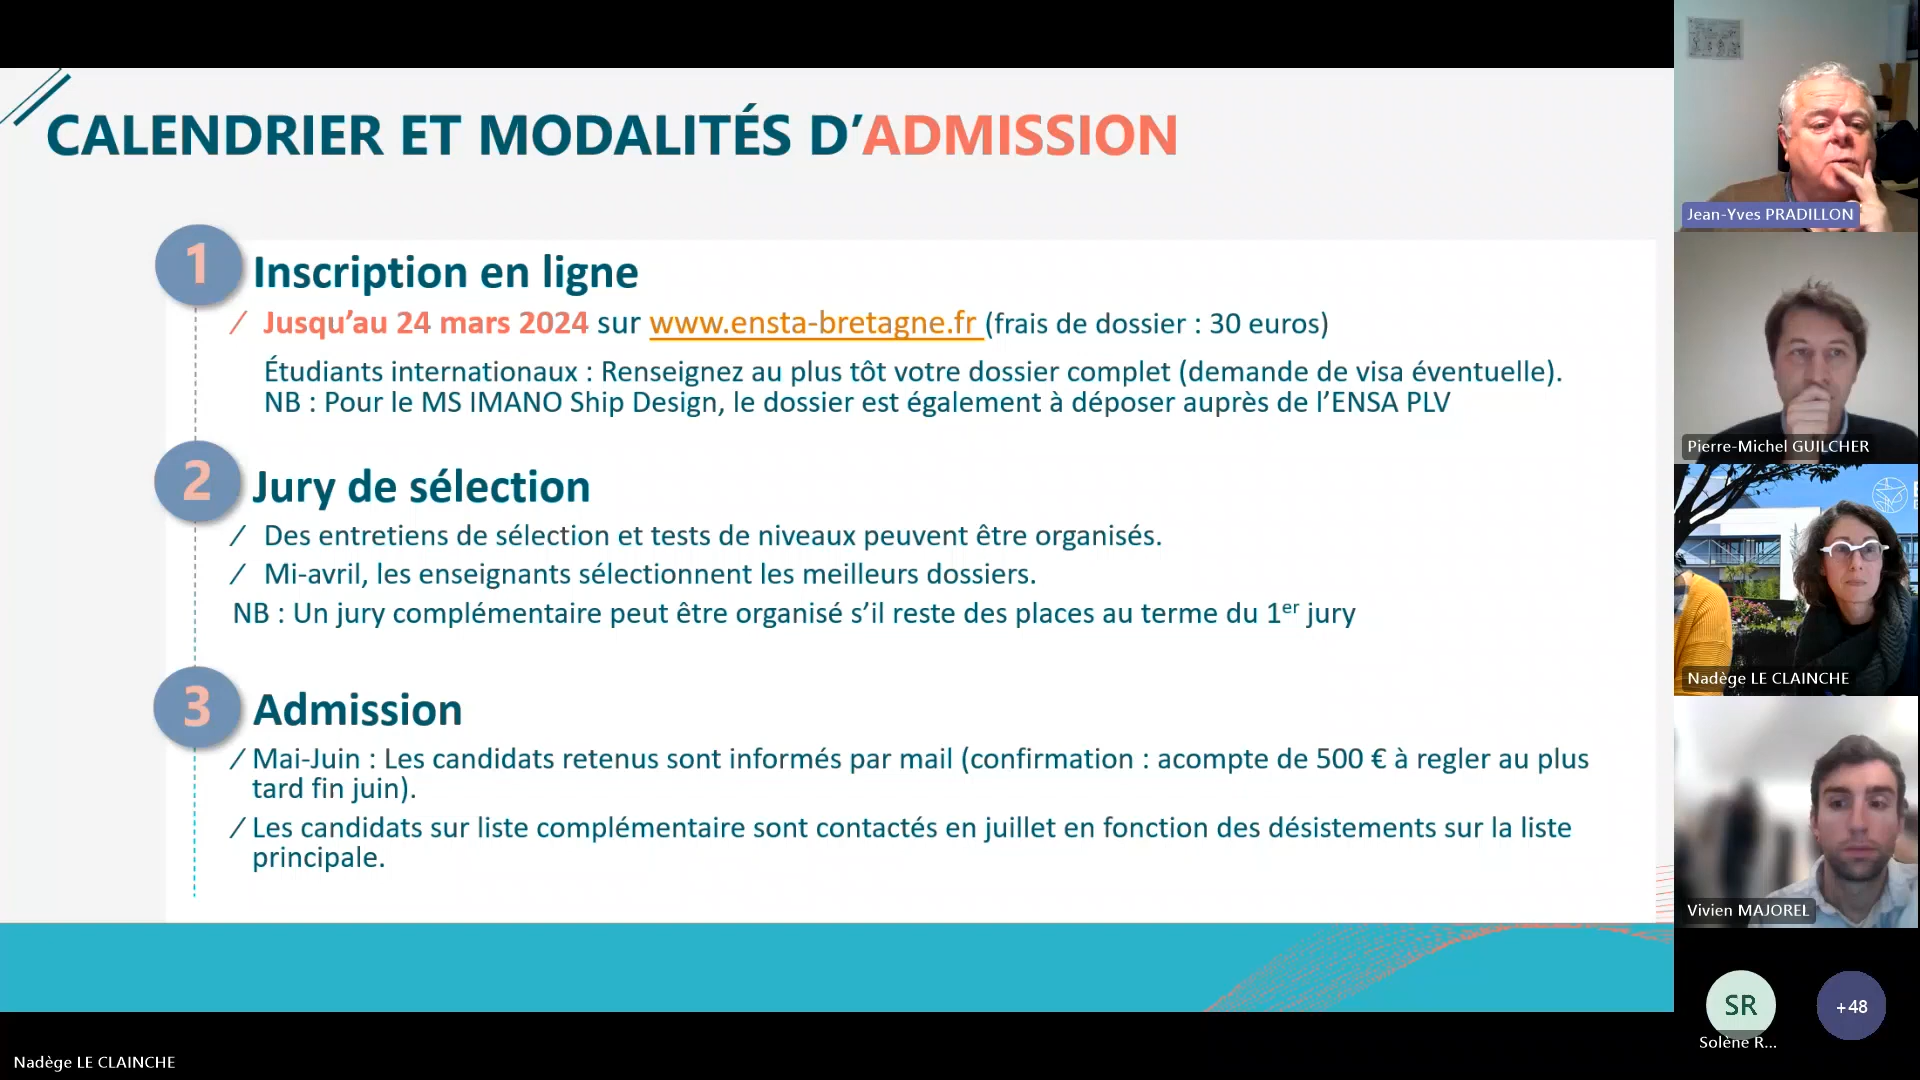 CALENDRIER ET MODALITÉS D’ADMISSION
1
Inscription en ligne
/ Jusqu’au 24 mars 2024 sur www.ensta-bretagne.fr (frais de dossier : 30 euros)
Étudiants internationaux : Renseignez au plus tôt votre dossier complet (demande de visa éventuelle).
NB : Pour le MS IMANO Ship Design, le dossier est également à déposer auprès de l’ENSA PLV
2
Jury de sélection
/ Des entretiens de sélection et tests de niveaux peuvent être organisés.
/ Mi-avril, les enseignants sélectionnent les meilleurs dossiers.
NB : Un jury complémentaire peut être organisé s’il reste des places au terme du 1er jury
3
Admission
/ Mai-Juin : Les candidats retenus sont informés par mail (confirmation : acompte de 500 € à regler au plus
tard fin juin).
/ Les candidats sur liste complémentaire sont contactés en juillet en fonction des désistements sur la liste
principale.
Jean-Yves PRADILLON
Pierre-Michel GUILCHER
Nadège LE CLAINCHE
Vivien MAJOREL
SR
+48
Solène R...
Nadège LE CLAINCHE